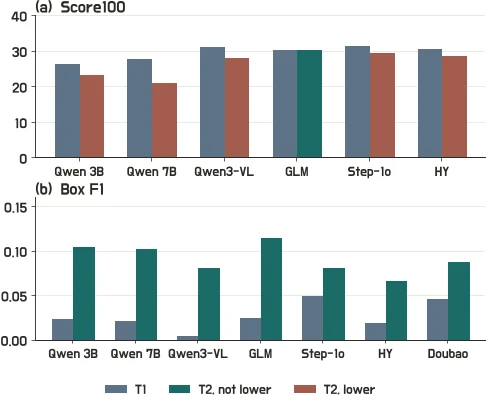 (a) Score100
40
30
20
10
0
Qwen 3B Qwen 7B Qwen3-VL GLM Step-1o HY
(b) Box F1
0.15
0.10
0.05
0.00
Qwen 3B Qwen 7B Qwen3-VL GLM Step-1o HY Doubao
T1 T2, not lower T2, lower